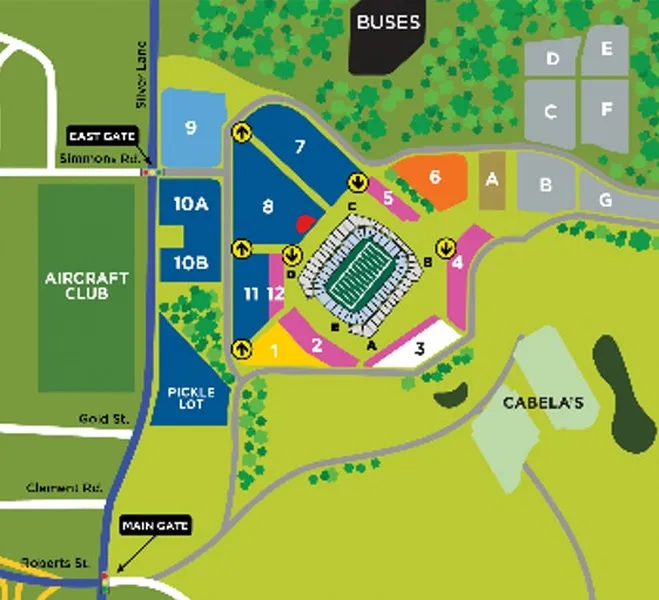 BUSES
Silver Lane
EAST GATE
Simmons Rd.
9
7
6
A
B
D
E
C
F
G
5
C
8
10A
10B
AIRCRAFT
CLUB
D
B
4
11
12
E
A
1
2
3
PICKLE
LOT
CABELA'S
Gold St.
Clement Rd.
MAIN GATE
Roberts St.